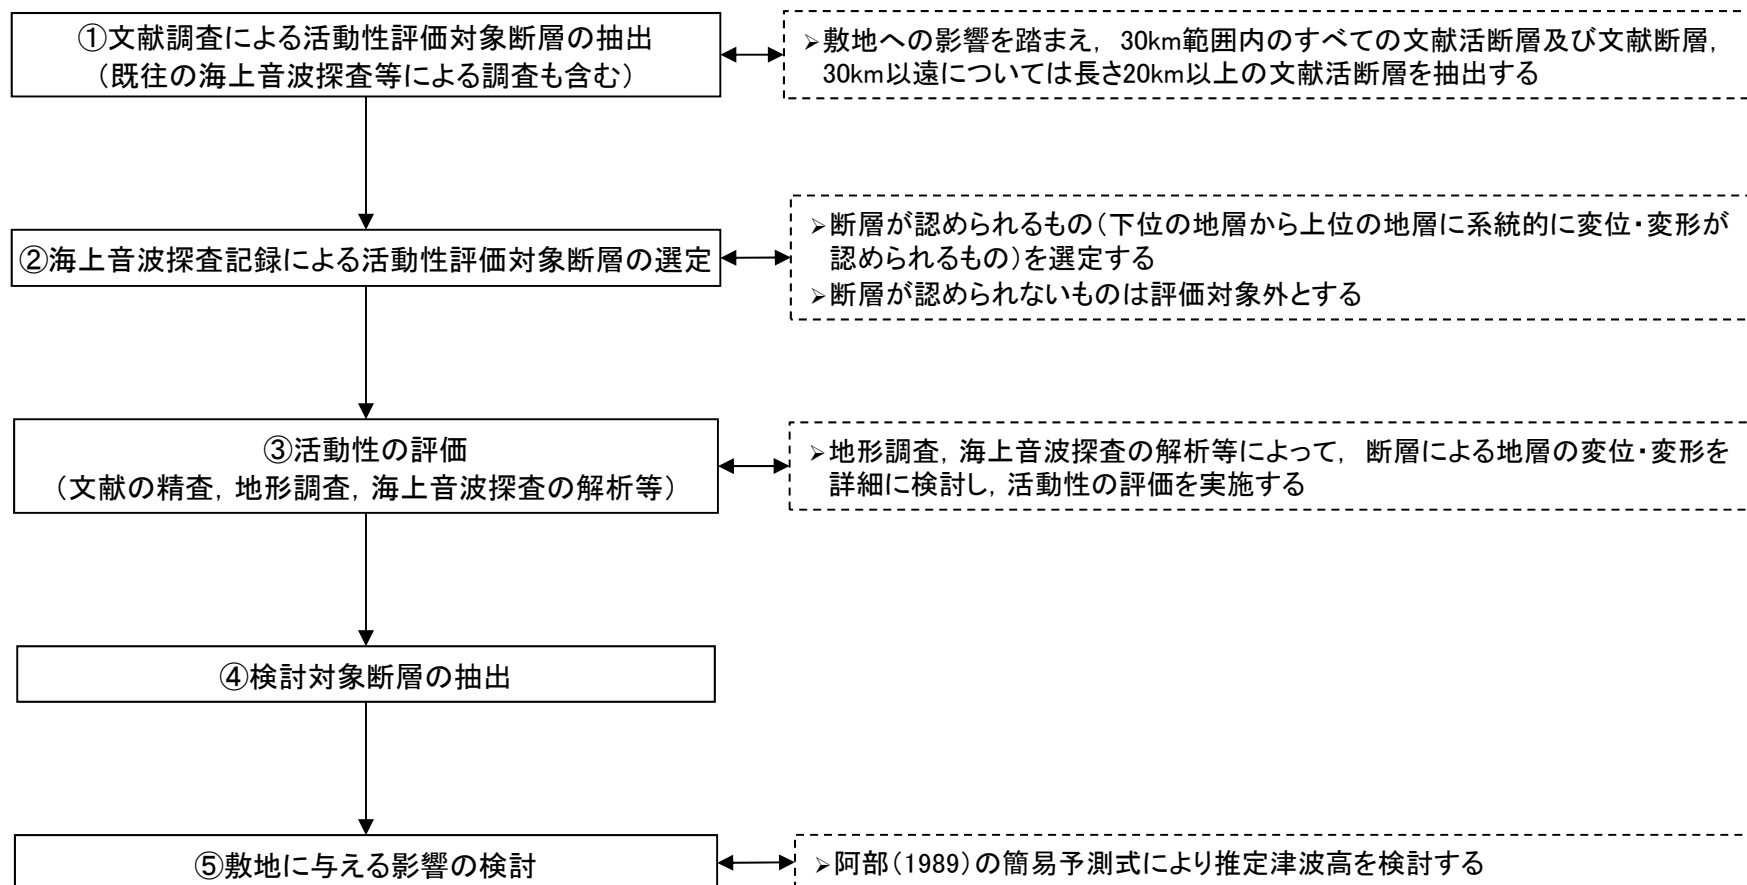 ①文献調査による活動性評価対象断層の抽出
（既往の海上音波探査等による調査も含む）
➢敷地への影響を踏まえ，30km範囲内のすべての文献活断層及び文献断層，
30km以遠については長さ20km以上の文献活断層を抽出する
②海上音波探査記録による活動性評価対象断層の選定
➢断層が認められるもの（下位の地層から上位の地層に系統的に変位・変形が
認められるもの）を選定する
➢断層が認められないものは評価対象外とする
③活動性の評価
（文献の精査，地形調査，海上音波探査の解析等）
➢地形調査，海上音波探査の解析等によって，断層による地層の変位・変形を
詳細に検討し，活動性の評価を実施する
④検討対象断層の抽出
⑤敷地に与える影響の検討
➢阿部（1989）の簡易予測式により推定津波高を検討する